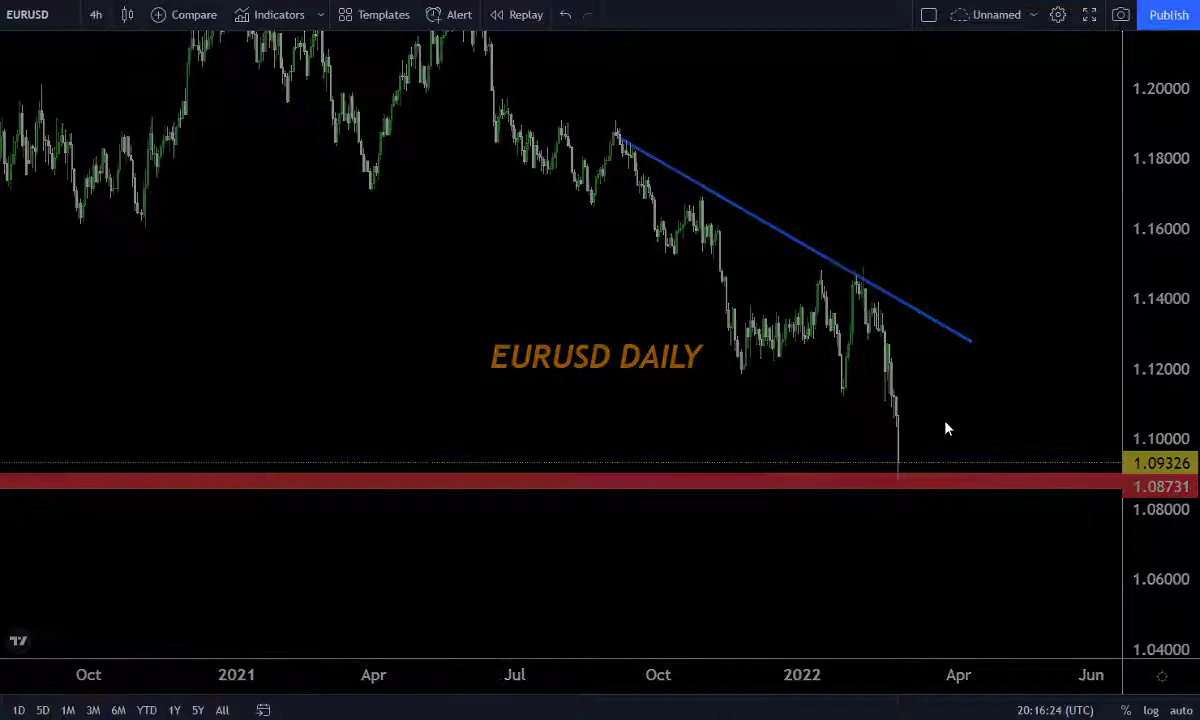 EURUSD 4h Compare Indicators Templates Alert Replay Unnamed Publish
1.20000
1.18000
1.16000
1.14000
EURUSD DAILY
1.12000
1.10000
1.09326
1.08731
1.08000
1.06000
1.04000
Oct 2021 Apr Jul Oct 2022 Apr Jun
1D 5D 1M 3M 6M YTD 1Y 5Y All 20:16:24 (UTC) % log auto